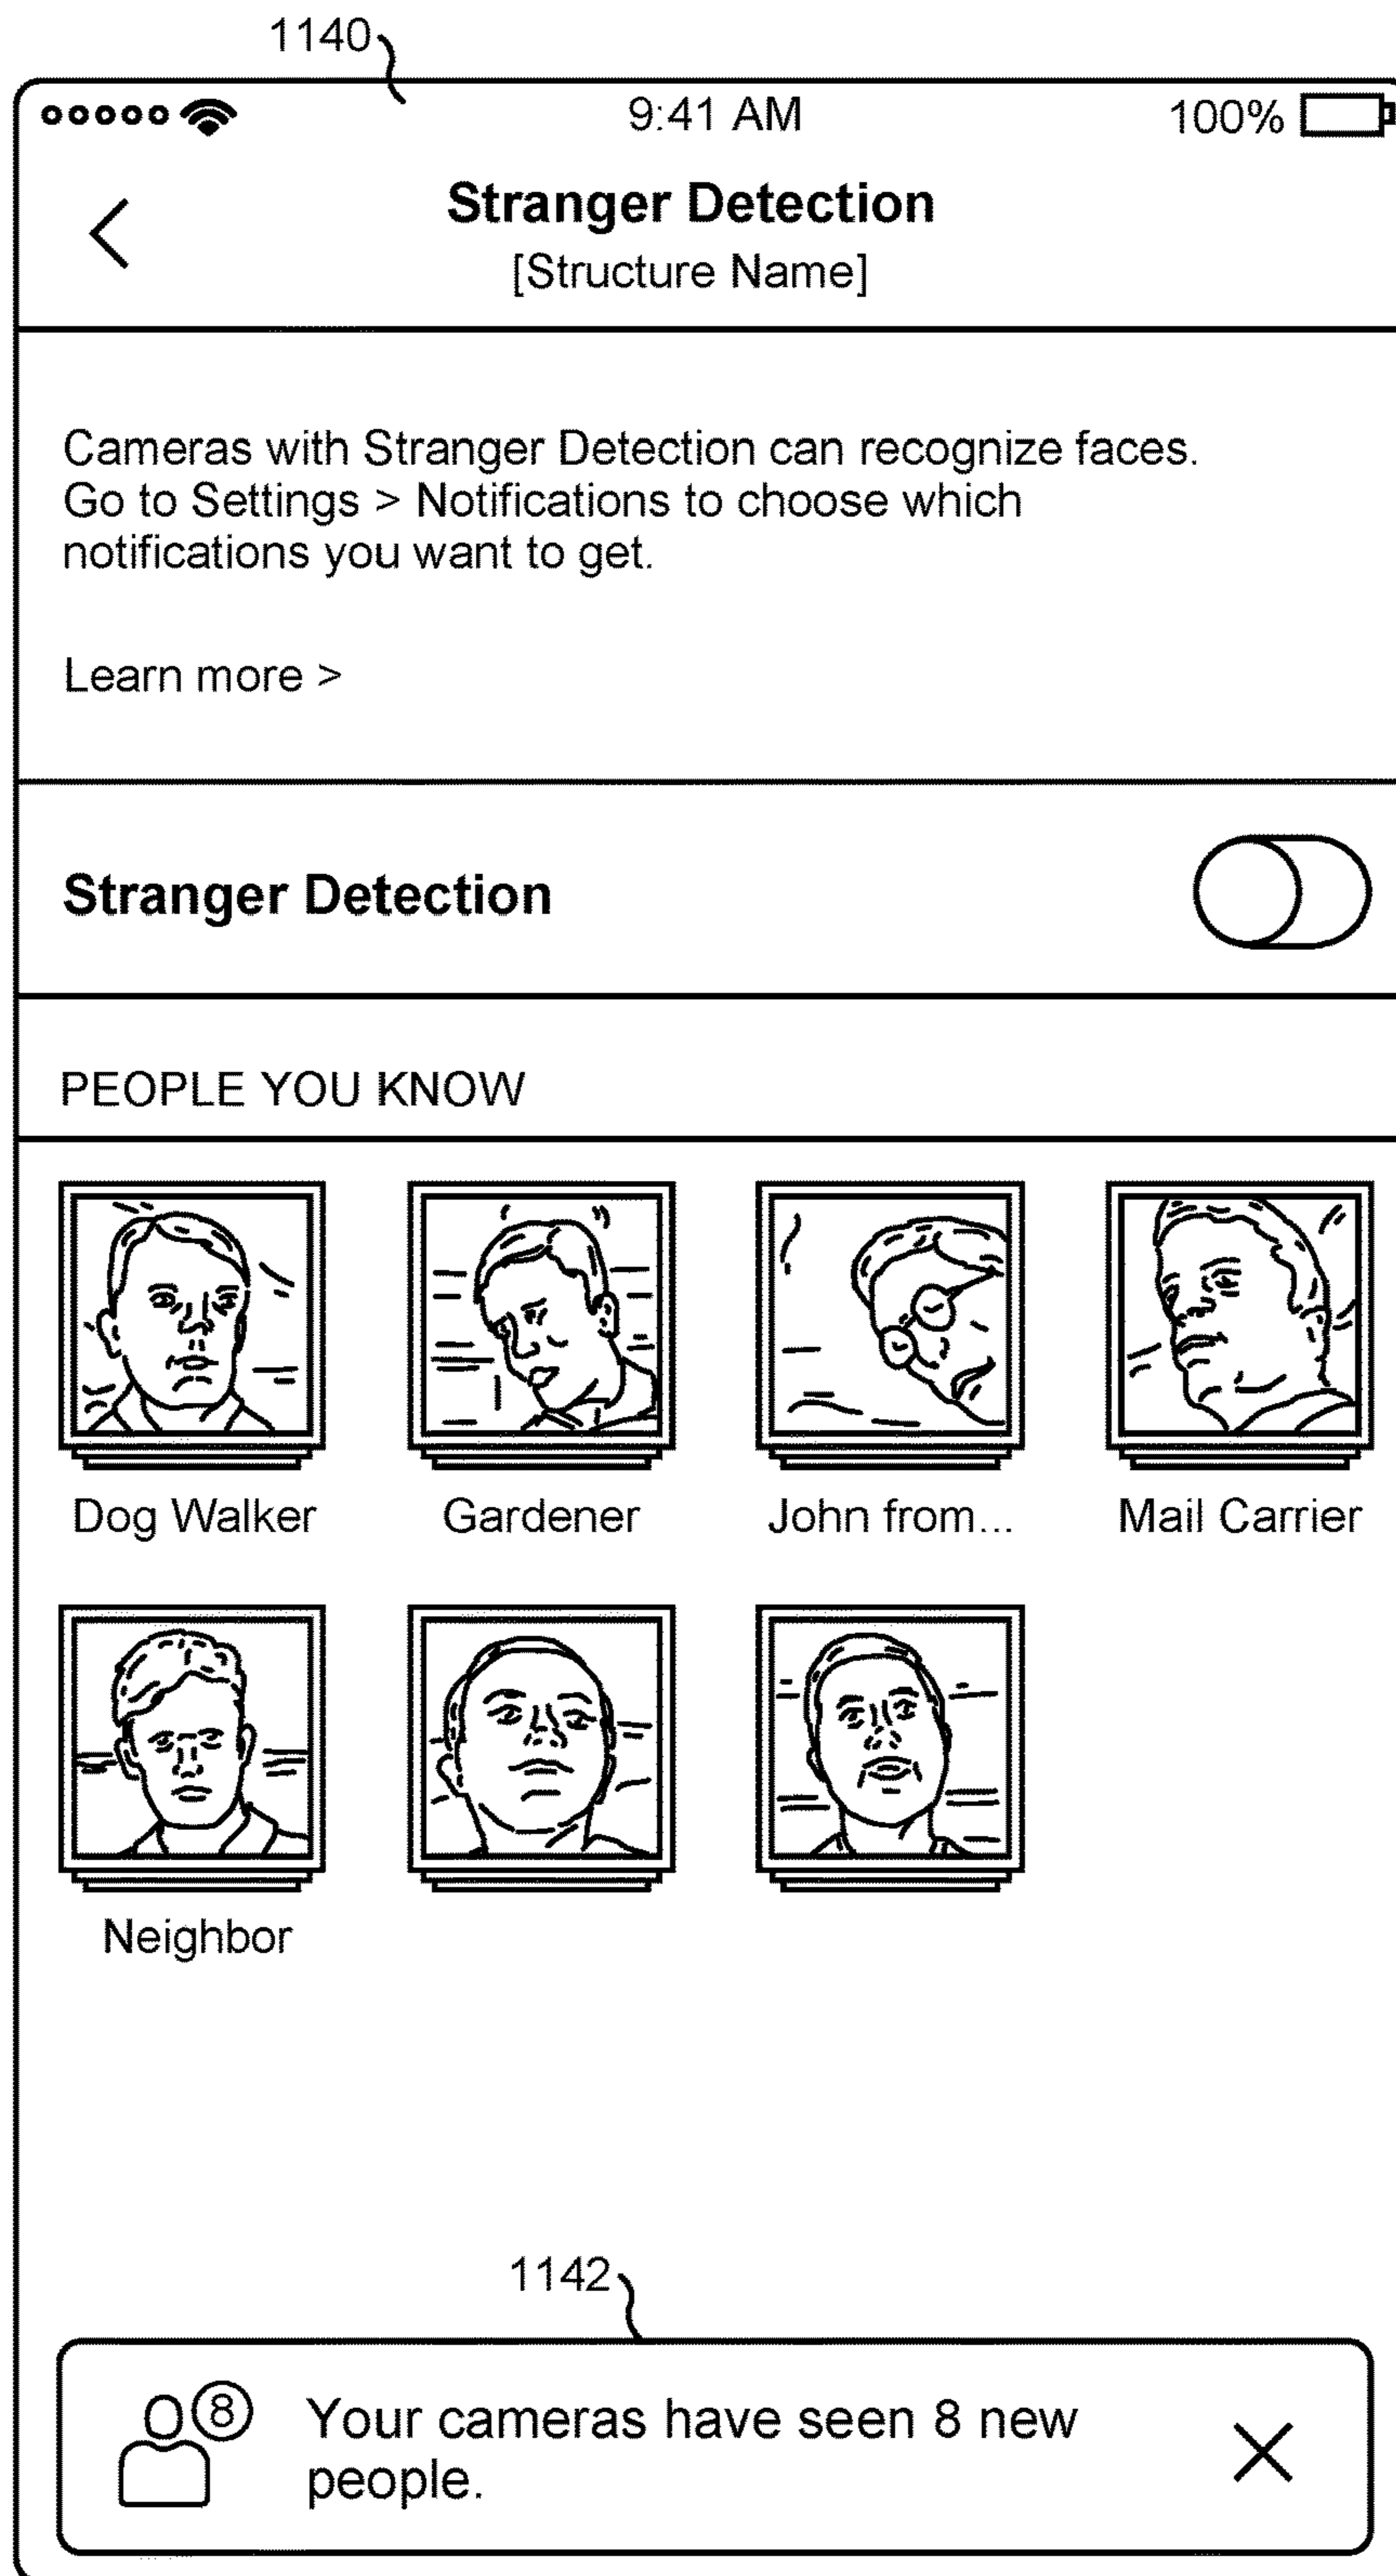 1140
9:41 AM
100%
Stranger Detection
[Structure Name]
Cameras with Stranger Detection can recognize faces.
Go to Settings > Notifications to choose which
notifications you want to get.
Learn more >
Stranger Detection
PEOPLE YOU KNOW
Dog Walker
Gardener
John from...
Mail Carrier
Neighbor
1142
8
Your cameras have seen 8 new
people.